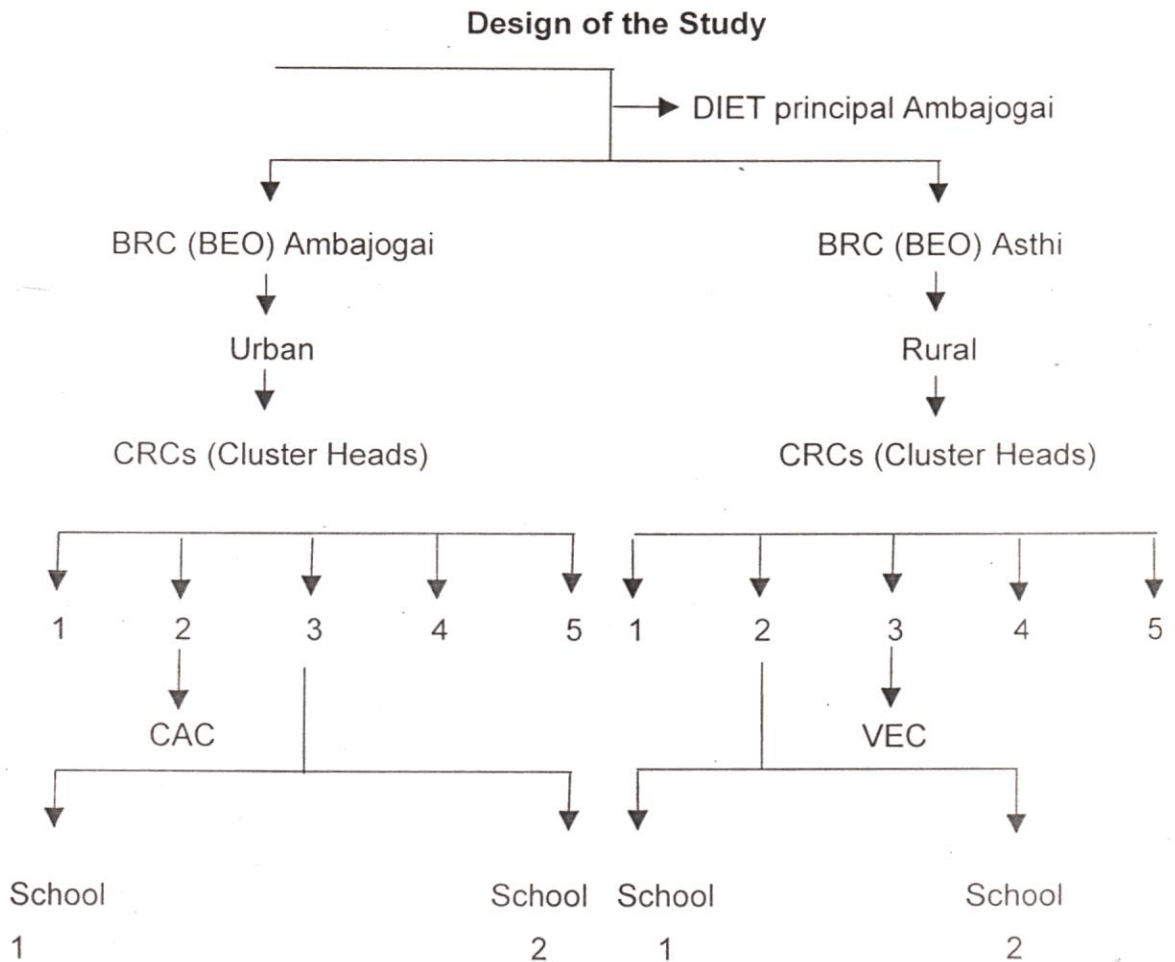 Design of the Study
DIET principal Ambajogai
BRC (BEO) Ambajogai BRC (BEO) Asthi
Urban Rural
CRCs (Cluster Heads) CRCs (Cluster Heads)
1 2 3 4 5 1 2 3 4 5
CAC VEC
School School School School
1 2 1 2